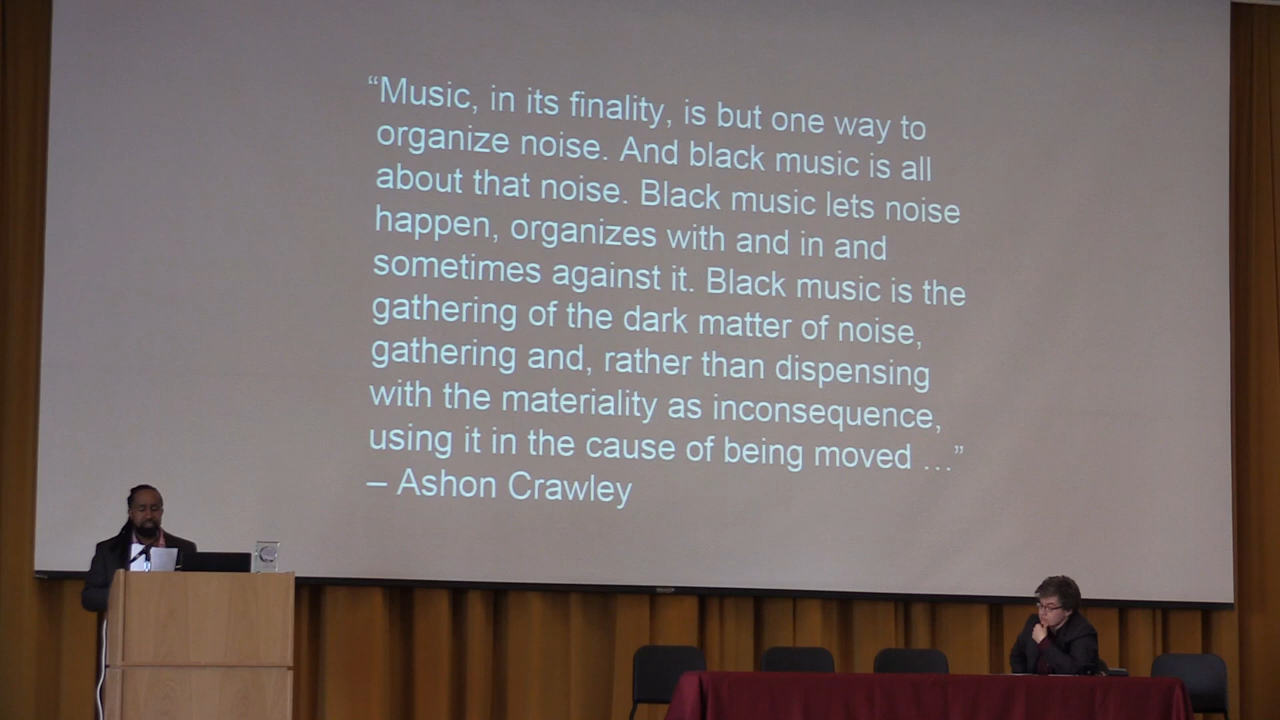 “Music, in its finality, is but one way to
organize noise. And black music is all
about that noise. Black music lets noise
happen, organizes with and in and
sometimes against it. Black music is the
gathering of the dark matter of noise,
gathering and, rather than dispensing
with the materiality as inconsequence,
using it in the cause of being moved …”
– Ashon Crawley